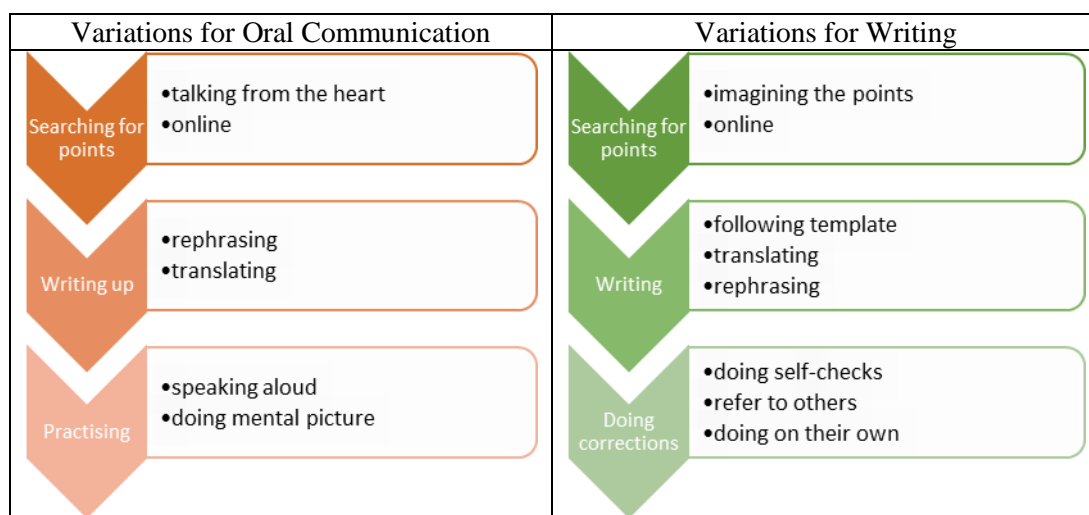 Variations for Oral Communication
Searching for
points
•talking from the heart
•online
Writing up
•rephrasing
•translating
Practising
•speaking aloud
•doing mental picture
Variations for Writing
Searching for
points
•imagining the points
•online
Writing
•following template
•translating
•rephrasing
Doing
corrections
•doing self-checks
•refer to others
•doing on their own